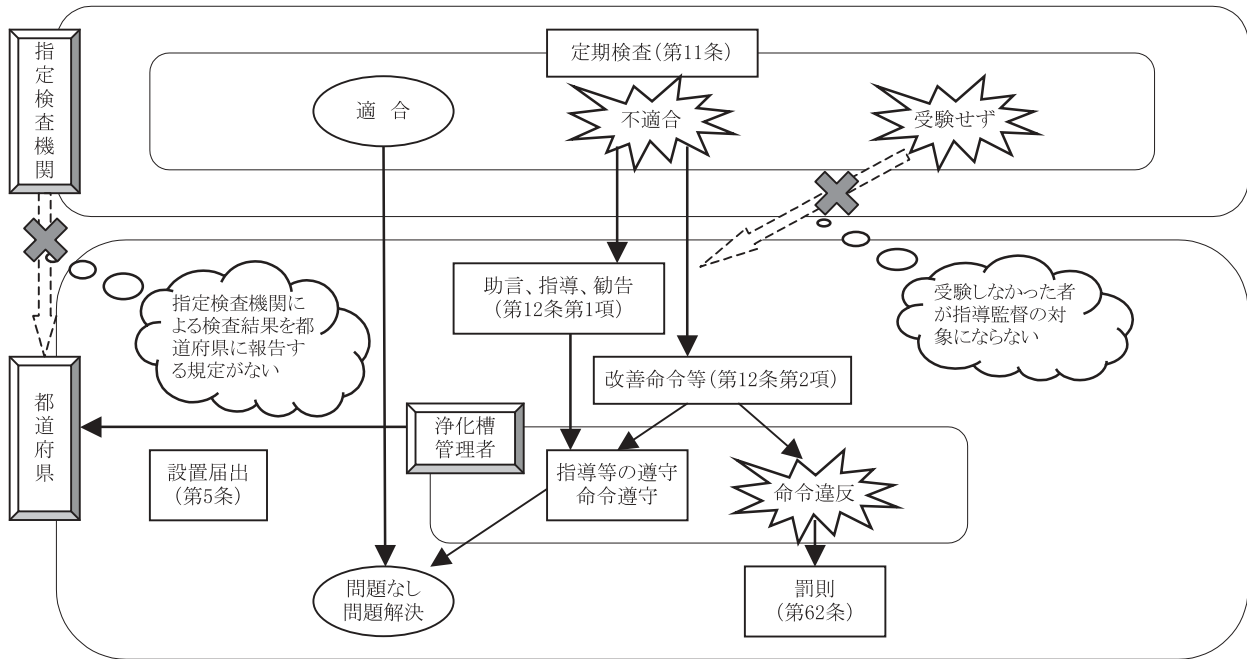 指定検査機関
定期検査(第11条)
適 合
不適合
受験せず
助言、指導、勧告
(第12条第1項)
指定検査機関に
よる検査結果を都
道府県に報告す
る規定がない
受験しなかった者
が指導監督の対
象にならない
改善命令等(第12条第2項)
都道府県
浄化槽
管理者
設置届出
(第5条)
指導等の遵守
命令遵守
命令違反
問題なし
問題解決
罰則
(第62条)